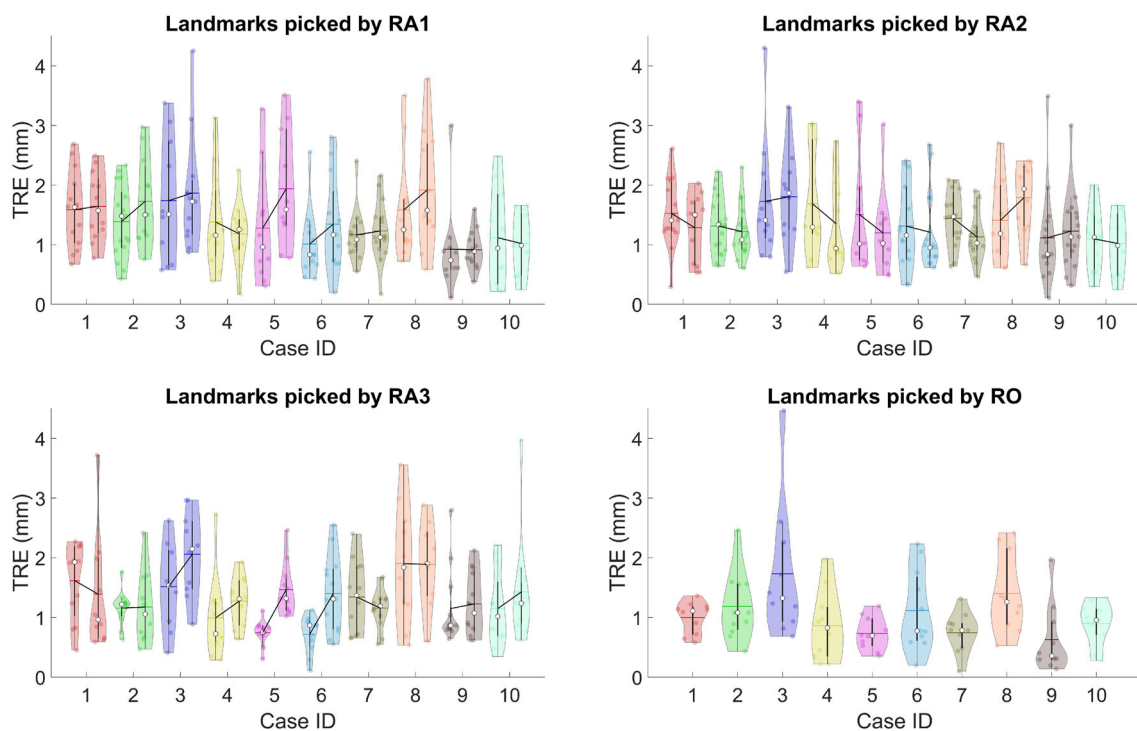 Landmarks picked by RA1
4
3
2
1
0
TRE (mm)
1 2 3 4 5 6 7 8 9 10
Case ID
Landmarks picked by RA2
4
3
2
1
0
TRE (mm)
1 2 3 4 5 6 7 8 9 10
Case ID
Landmarks picked by RA3
4
3
2
1
0
TRE (mm)
1 2 3 4 5 6 7 8 9 10
Case ID
Landmarks picked by RO
4
3
2
1
0
TRE (mm)
1 2 3 4 5 6 7 8 9 10
Case ID